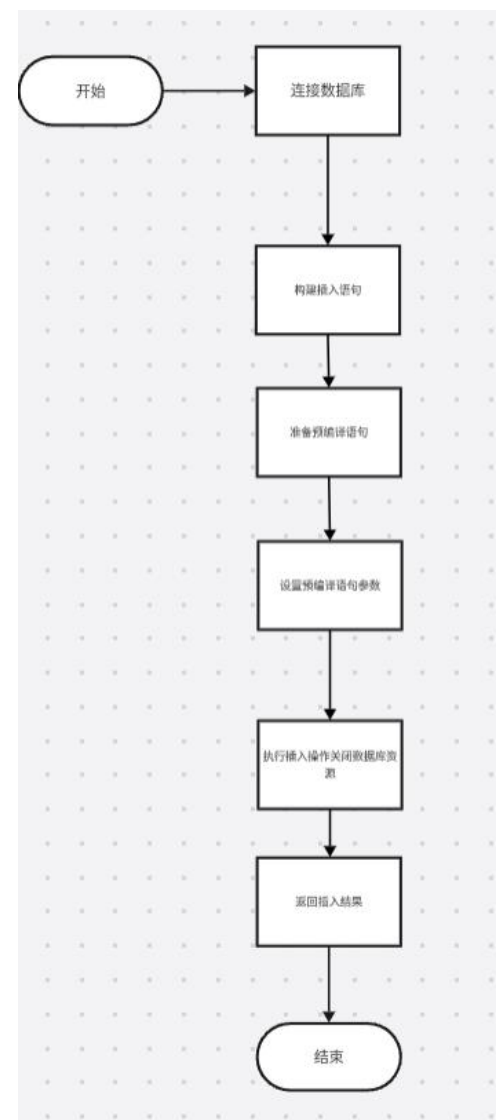 开始
连接数据库
构建插入语句
准备预编译语句
设置预编译语句参数
执行插入操作关闭数据库资
源
返回插入结果
结束